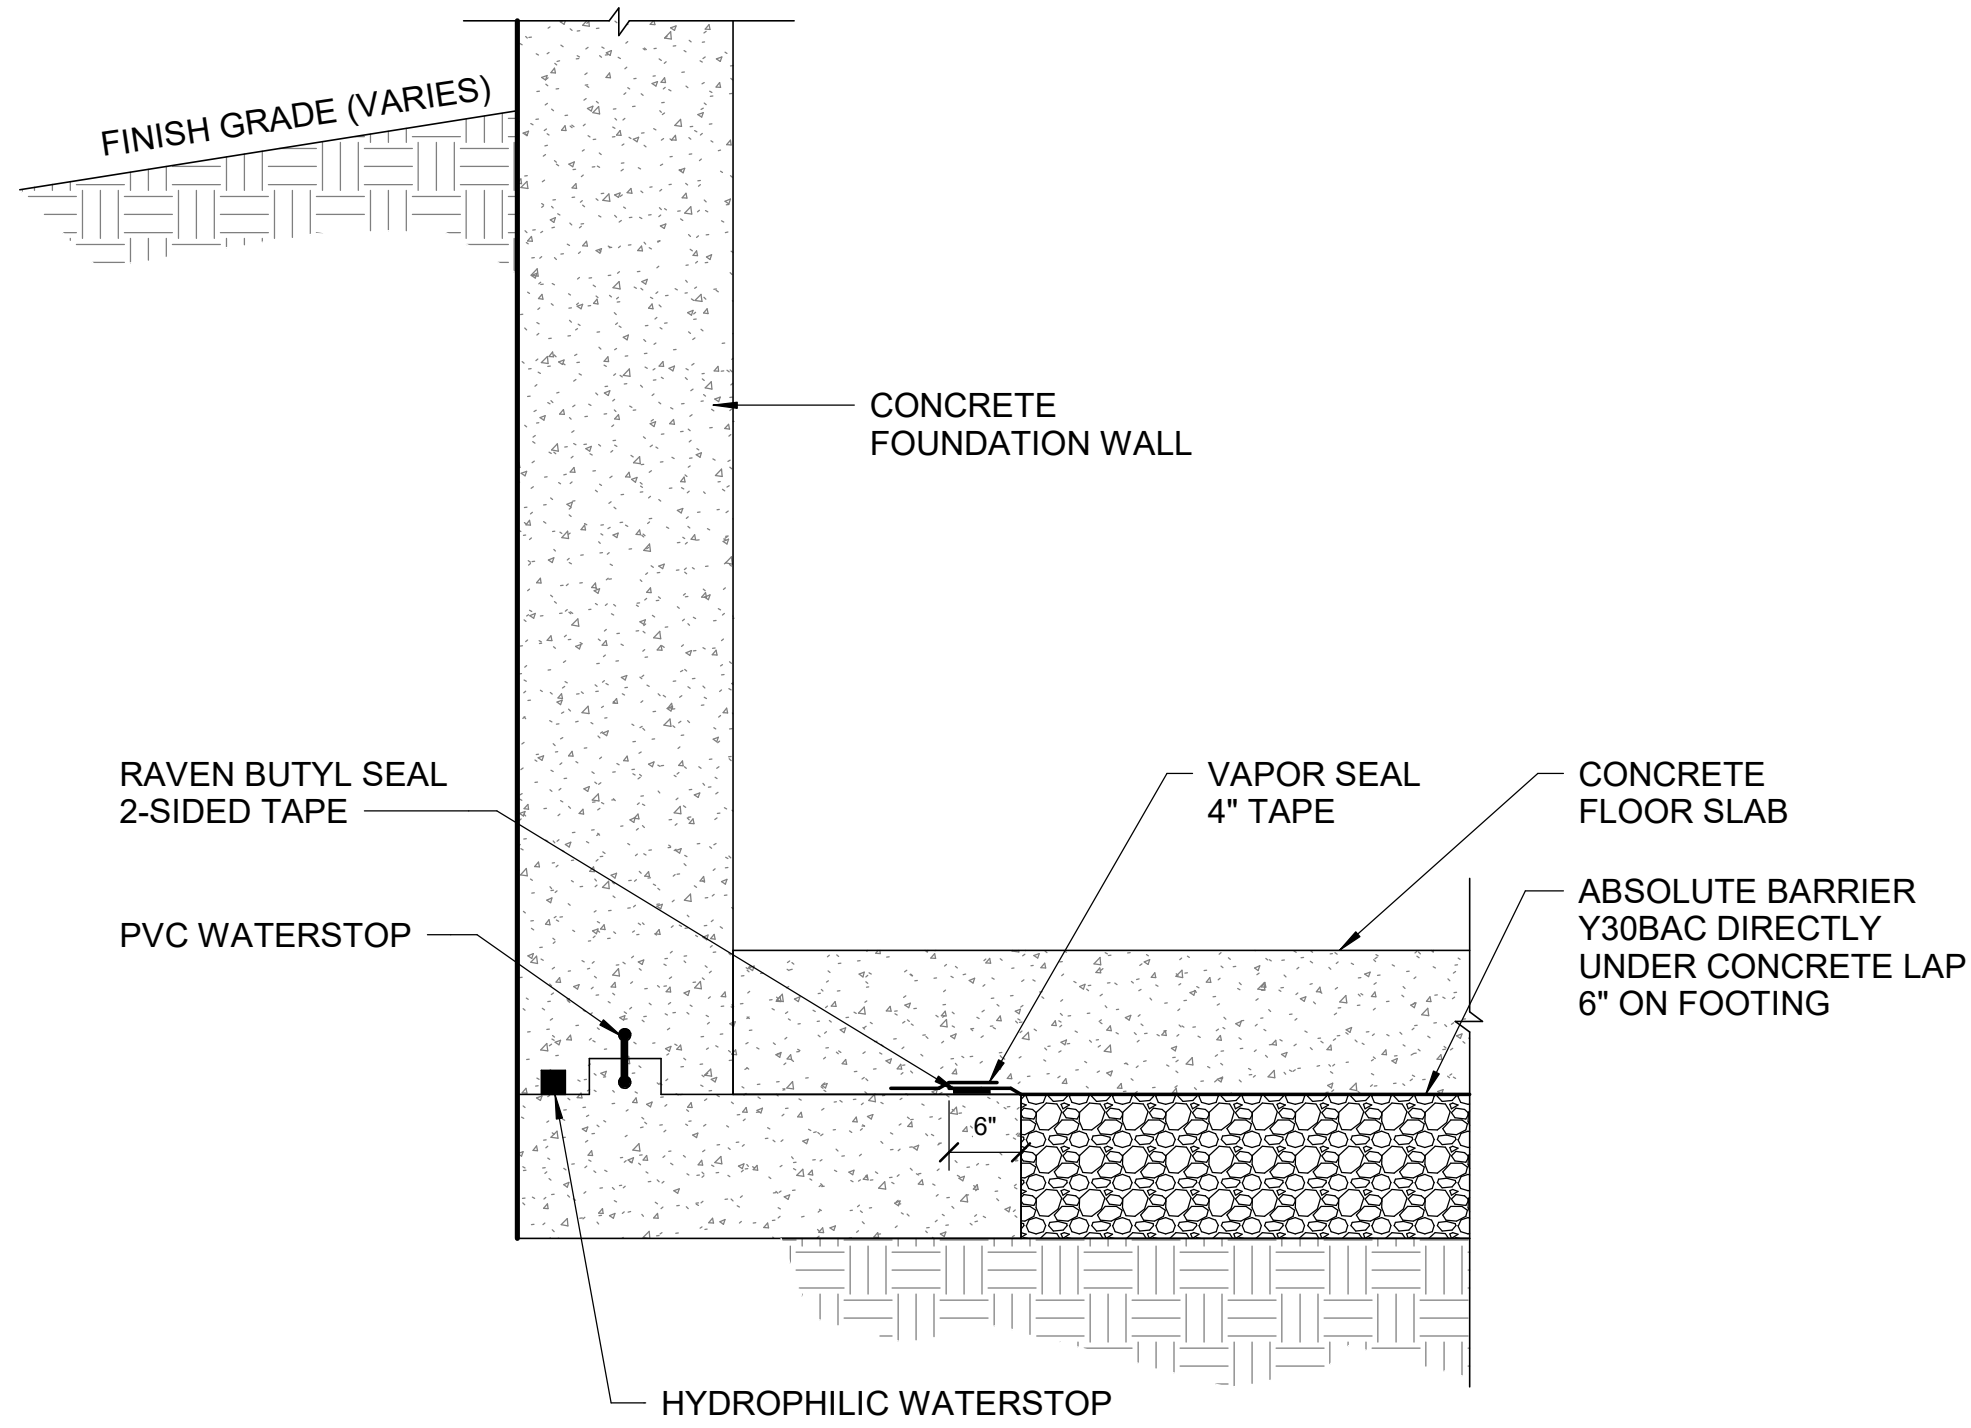 FINISH GRADE (VARIES)
CONCRETE
FOUNDATION WALL
RAVEN BUTYL SEAL
2-SIDED TAPE
VAPOR SEAL
4" TAPE
CONCRETE
FLOOR SLAB
PVC WATERSTOP
ABSOLUTE BARRIER
Y30BAC DIRECTLY
UNDER CONCRETE LAP
6" ON FOOTING
6"
HYDROPHILIC WATERSTOP